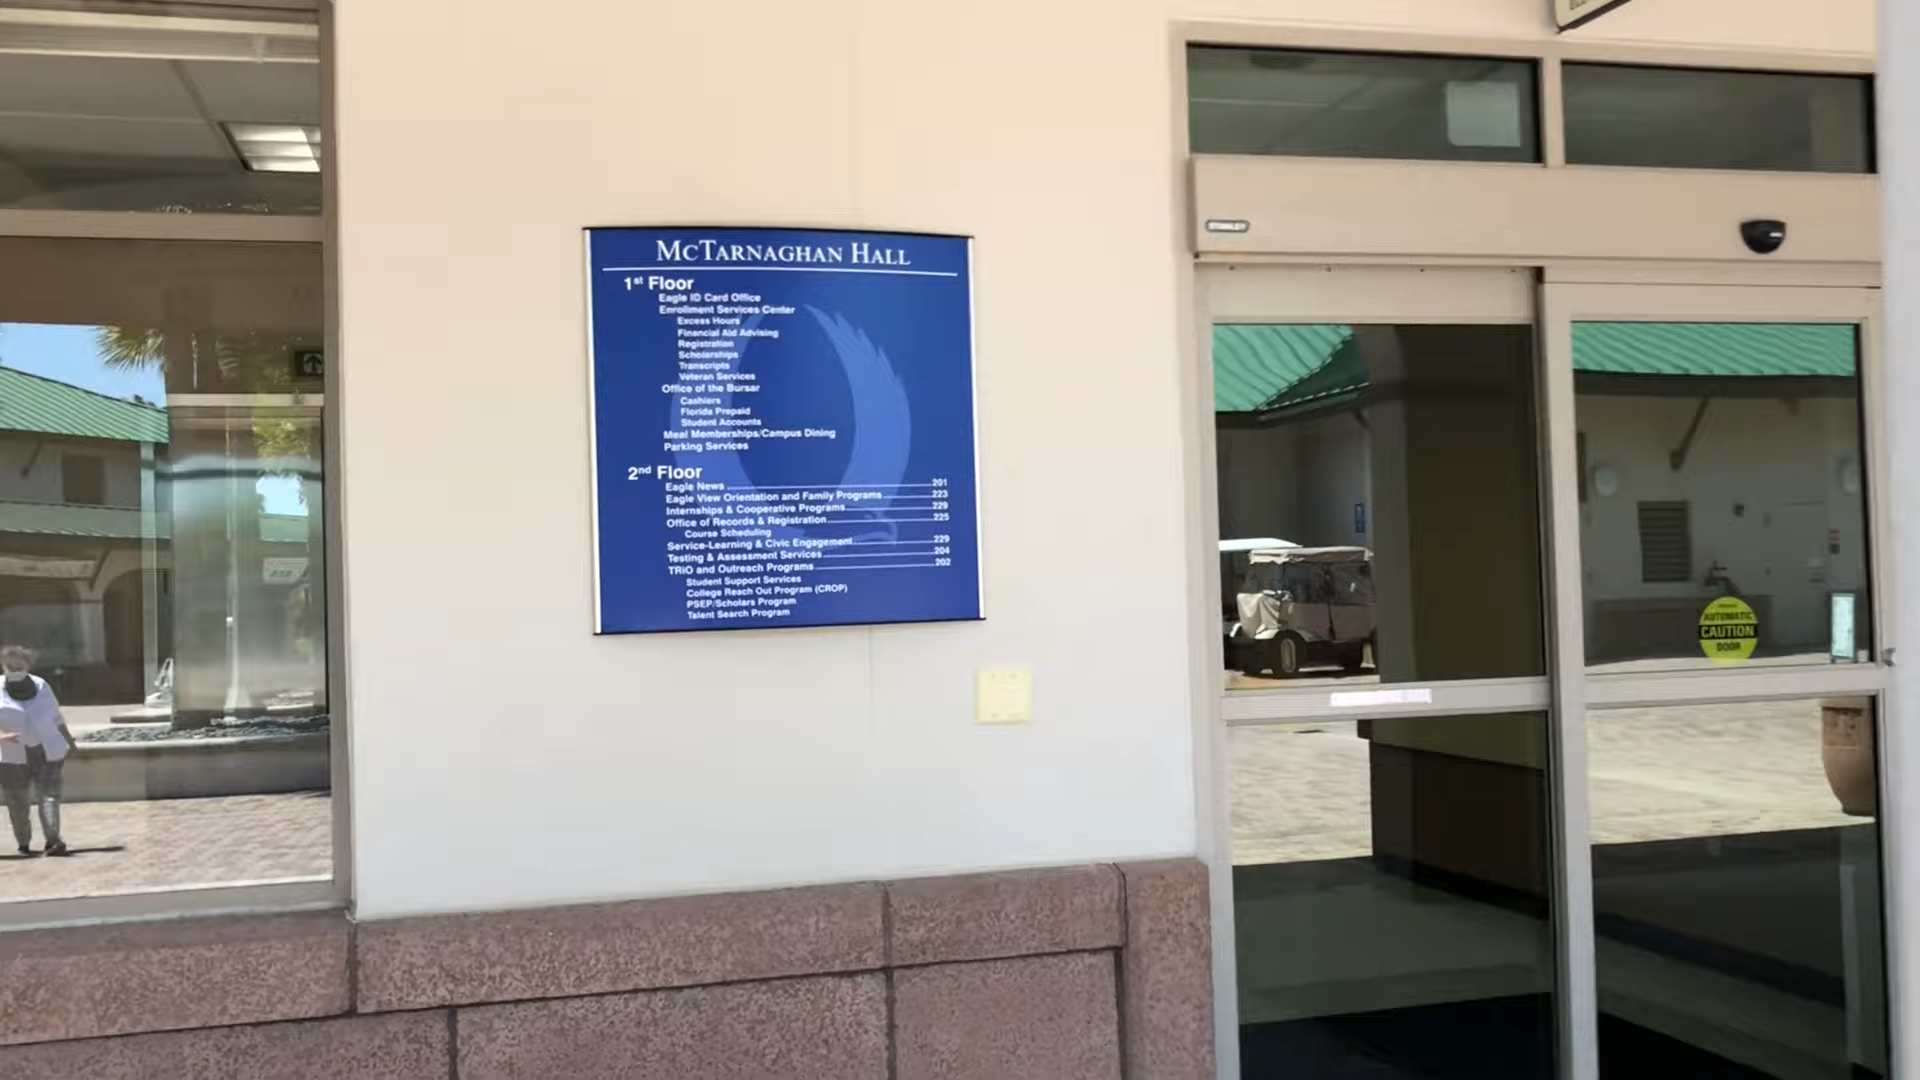 McTarnaghan Hall
1st Floor
Eagle ID Card Office
Enrollment Services Center
Excess Hours
Financial Aid Advising
Registration
Scholarships
Transcripts
Veteran Services
Office of the Bursar
Cashiers
Florida Prepaid
Student Accounts
Meal Memberships/Campus Dining
Parking Services
2nd Floor
Eagle News 201
Eagle View Orientation and Family Programs 223
Internships & Cooperative Programs 229
Office of Records & Registration 225
Course Scheduling
Service-Learning & Civic Engagement 229
Testing & Assessment Services 204
TRiO and Outreach Programs 202
Student Support Services
College Reach Out Program (CROP)
PSEP/Scholars Program
Talent Search Program
STANLEY
AUTOMATIC
CAUTION
DOOR